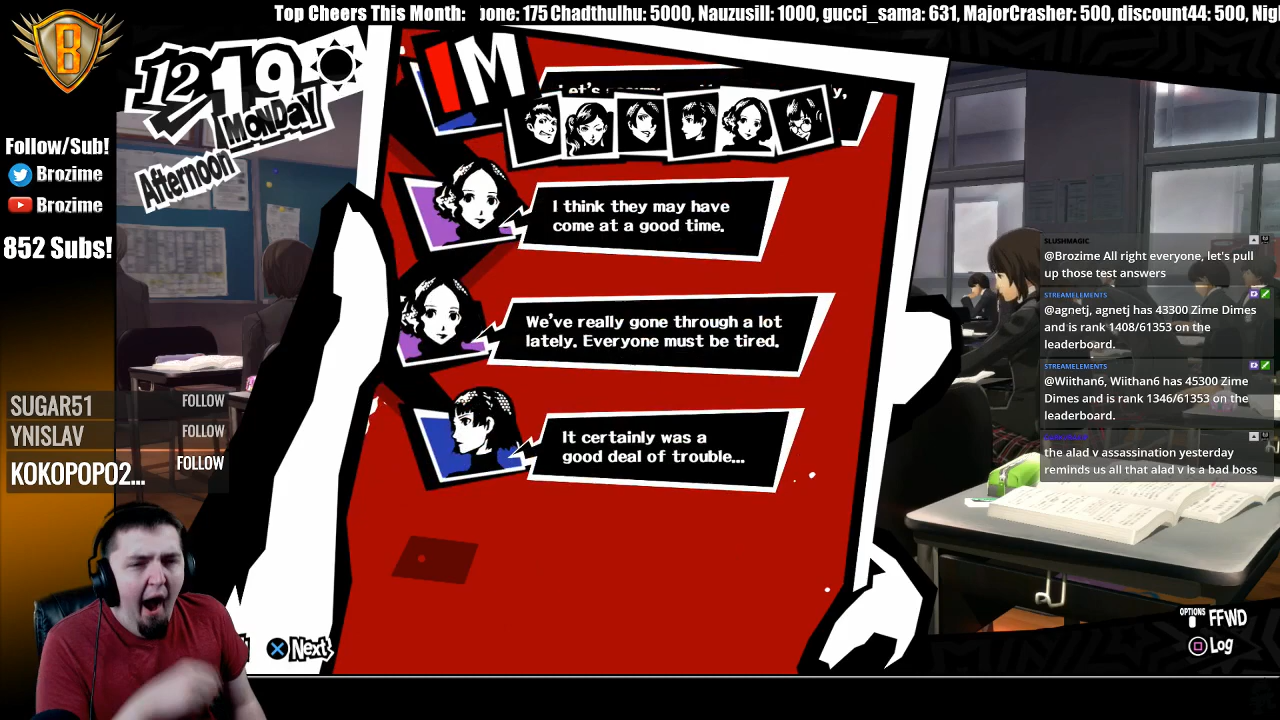 Top Cheers This Month: bone: 175 Chadthulhu: 5000, Nauzusill: 1000, gucci_sama: 631, MajorCrasher: 500, discount44: 500, Nig
B
12 19
MONDAY
Afternoon
Follow/Sub!
Brozime
Brozime
852 Subs!
IM
I think they may have
come at a good time.
We've really gone through a lot
lately. Everyone must be tired.
It certainly was a
good deal of trouble...
SLUSHMAGIC
@Brozime All right everyone, let's pull
up those test answers
STREAMELEMENTS
@agnetj, agnetj has 43300 Zime Dimes
and is rank 1408/61353 on the
leaderboard.
STREAMELEMENTS
@Wiithan6, Wiithan6 has 45300 Zime
Dimes and is rank 1346/61353 on the
leaderboard.
the alad v assassination yesterday
reminds us all that alad v is a bad boss
SUGAR51 FOLLOW
YNISLAV FOLLOW
KOKOPOPO2... FOLLOW
Next
OPTIONS FFWD
Log